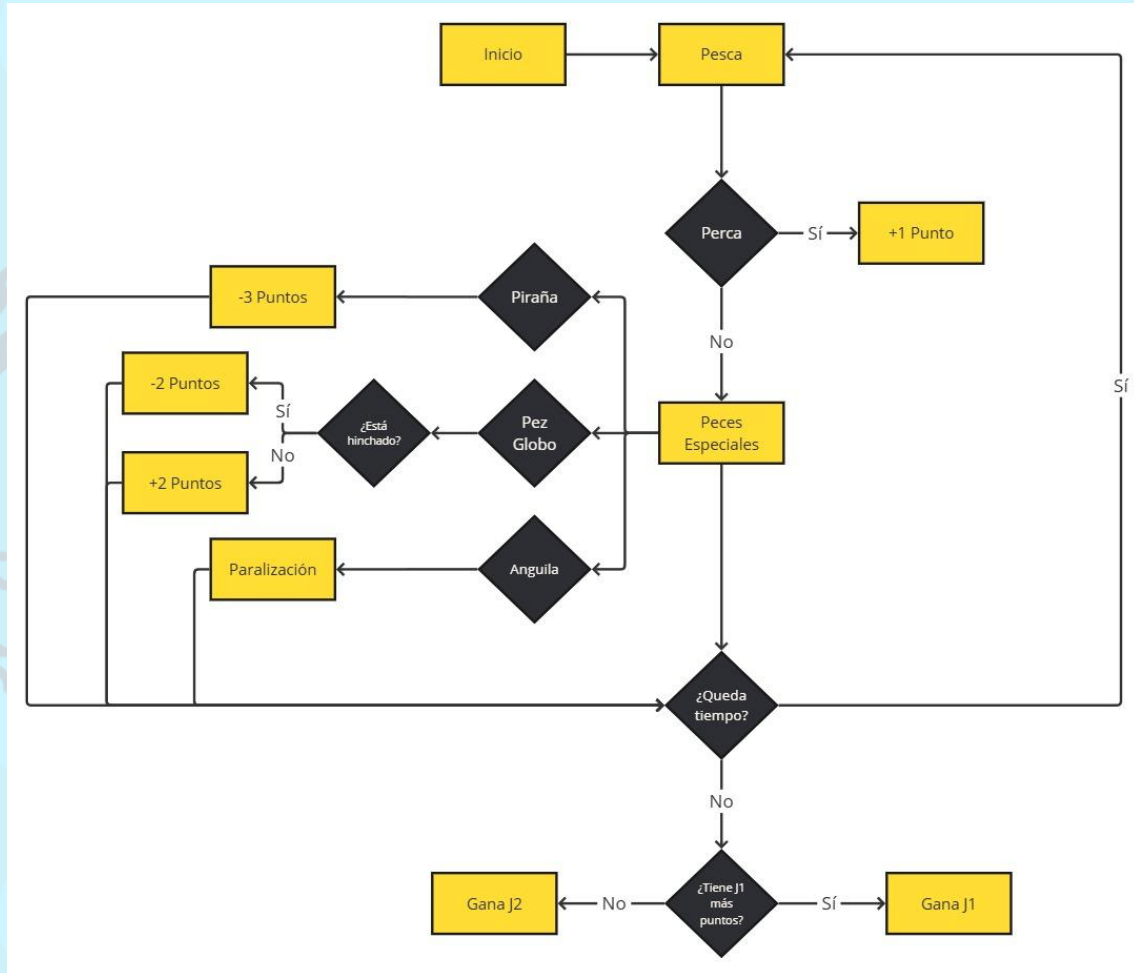 Inicio
Pesca
Perca
Sí
+1 Punto
No
Piraña
-3 Puntos
-2 Puntos
Sí
¿Está
hinchado?
Pez
Globo
Peces
Especiales
No
+2 Puntos
Sí
Paralización
Anguila
¿Queda
tiempo?
No
Gana J2
No
¿Tiene J1
más
puntos?
Sí
Gana J1